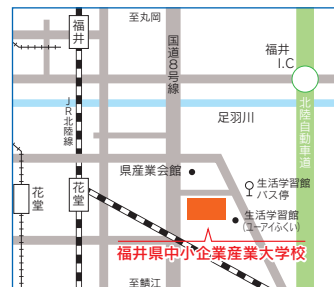 至丸岡
福井
国道8号線
福井
I.C
JR北陸線
北陸自動車道
足羽川
県産業会館
生活学習館
バス停
花堂
花堂
生活学習館
(ユーアイふくい)
福井県中小企業産業大学校
至鯖江